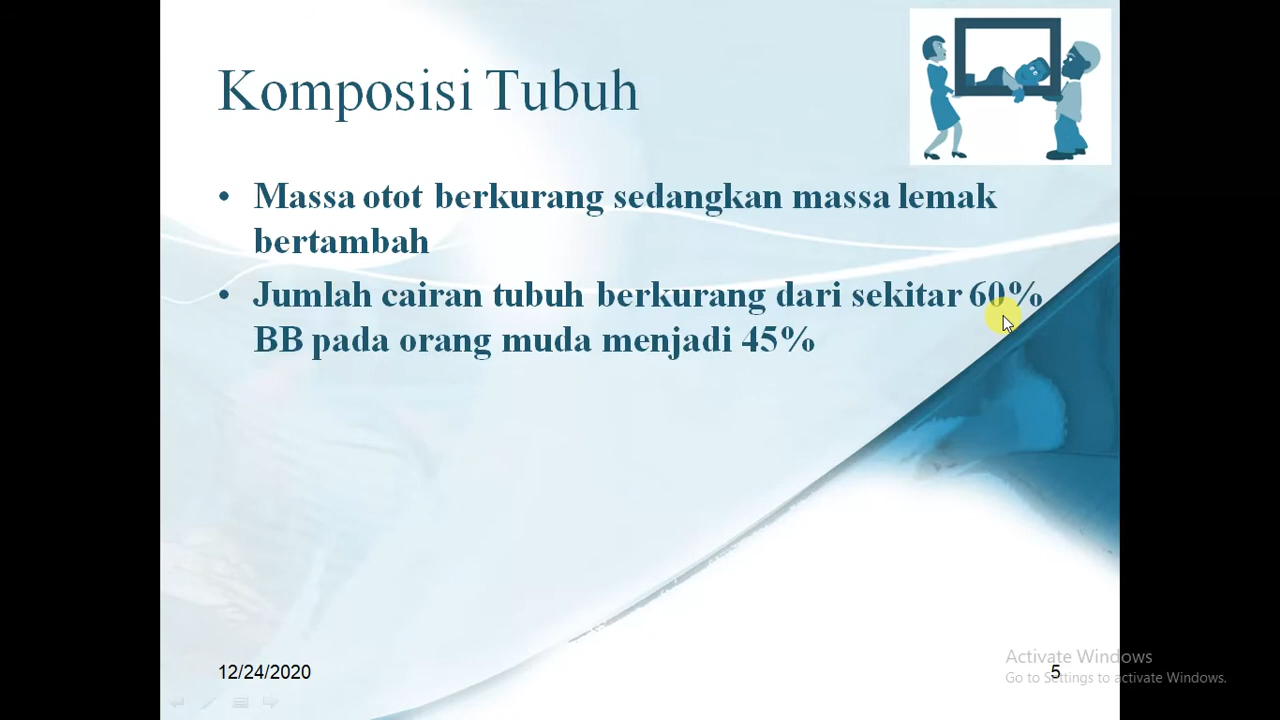 Komposisi Tubuh
• Massa otot berkurang sedangkan massa lemak
bertambah
• Jumlah cairan tubuh berkurang dari sekitar 60%
BB pada orang muda menjadi 45%
12/24/2020
5
Activate Windows
Go to Settings to activate Windows.